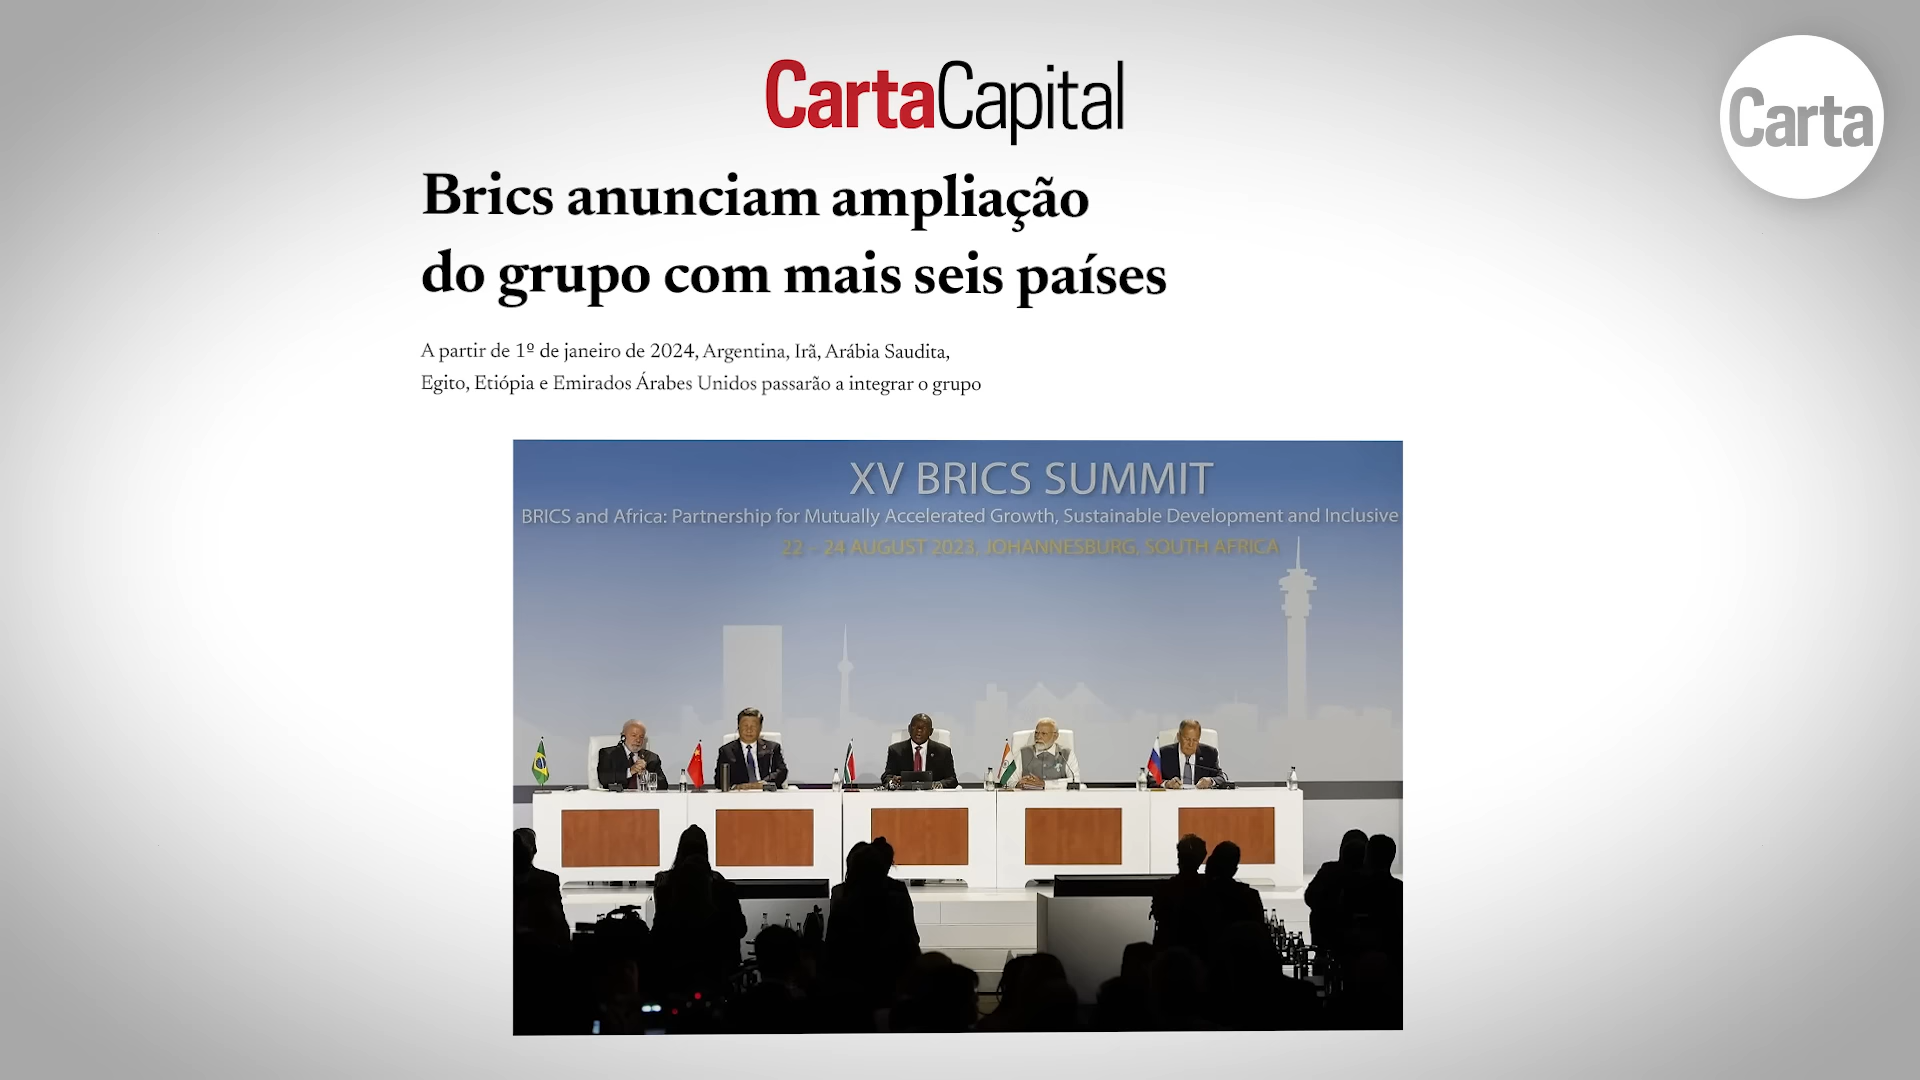 CartaCapital
Carta
Brics anunciam ampliação
do grupo com mais seis países
A partir de 1º de janeiro de 2024, Argentina, Irã, Arábia Saudita,
Egito, Etiópia e Emirados Árabes Unidos passarão a integrar o grupo
XV BRICS SUMMIT
BRICS and Africa: Partnership for Mutually Accelerated Growth, Sustainable Development and Inclusive
22 – 24 AUGUST 2023, JOHANNESBURG, SOUTH AFRICA